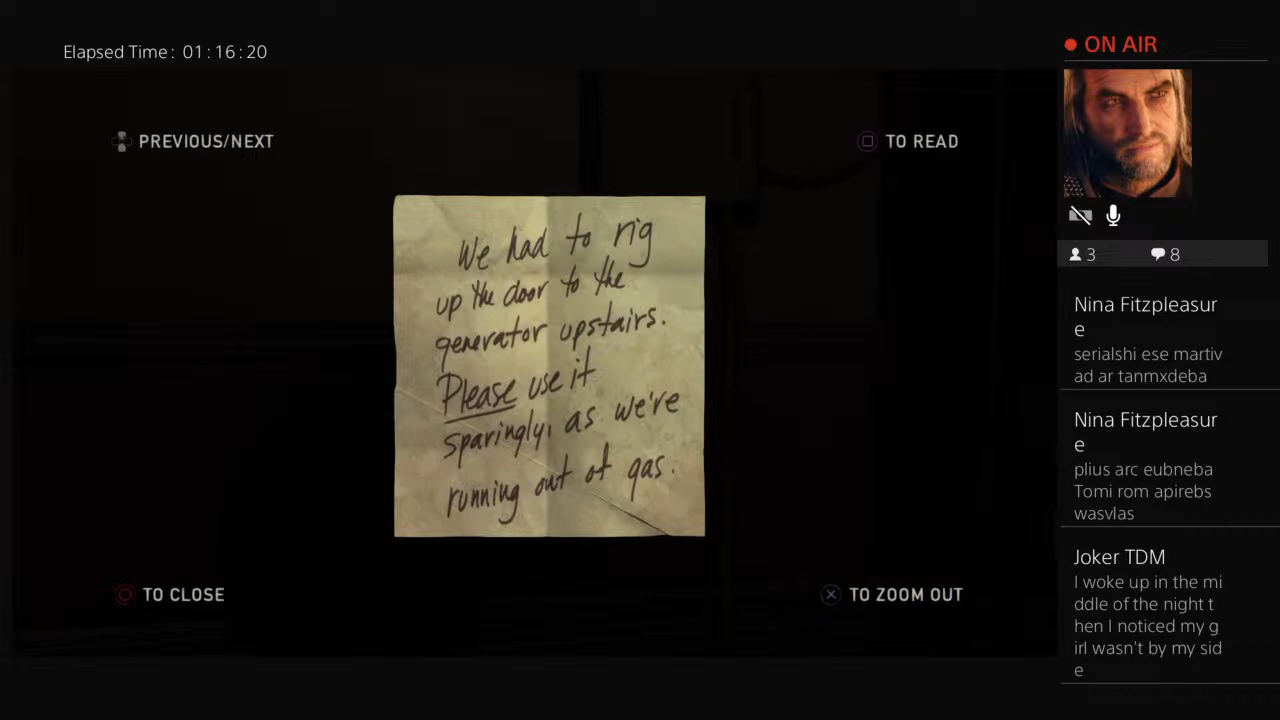 Elapsed Time: 01:16:20
ON AIR
PREVIOUS/NEXT
TO READ
We had to rig
up the door to the
generator upstairs.
Please use it
sparingly, as we're
running out of gas.
TO CLOSE
TO ZOOM OUT
3
8
Nina Fitzpleasur
e
serialshi ese martiv
ad ar tanmxdeba
Nina Fitzpleasur
e
plius arc eubneba
Tomi rom apirebs
wasvlas
Joker TDM
I woke up in the mi
ddle of the night t
hen I noticed my g
irl wasn't by my sid
e